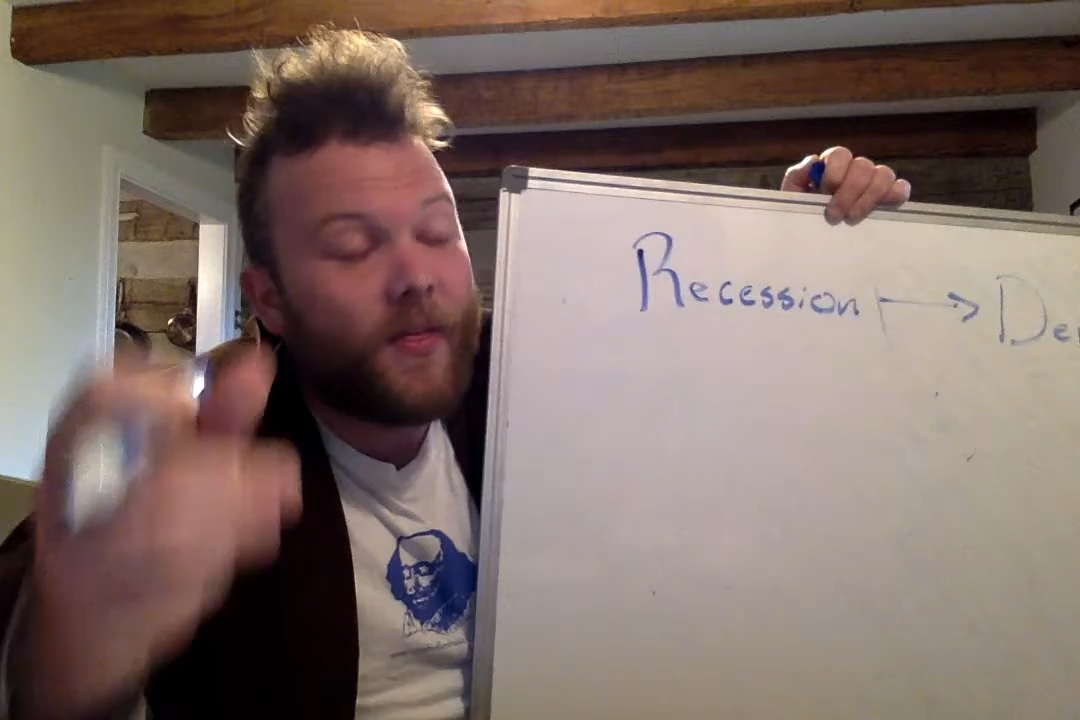 Recession → De